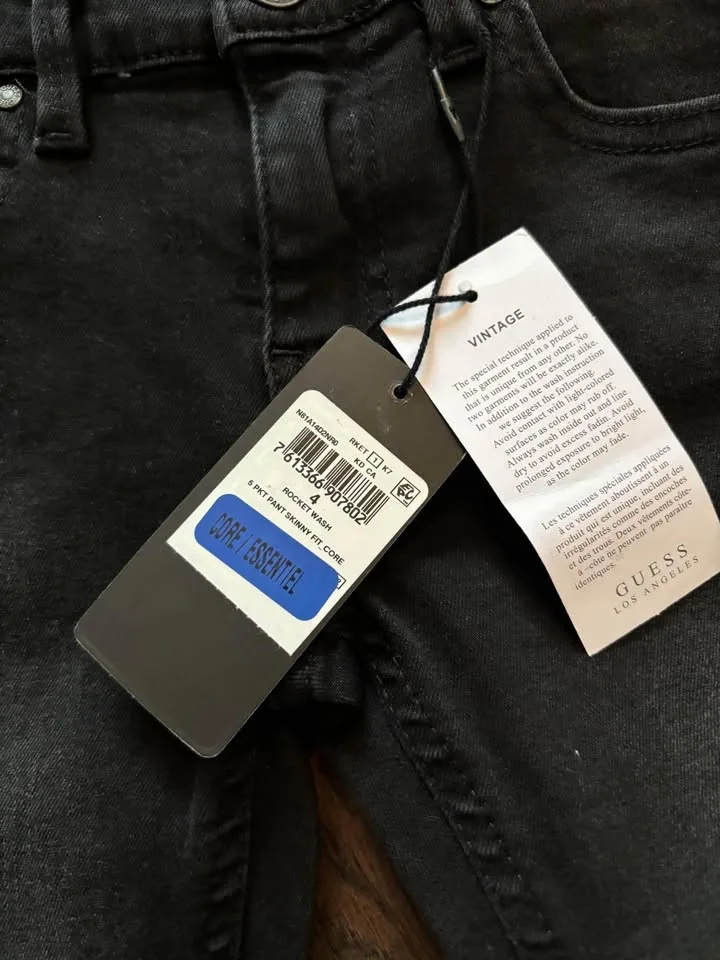 N81A14D2NR0 RKET 1 K7
KD CA
7 613366 907802
4
ROCKET WASH
5 PKT PANT SKINNY FIT_CORE
CORE / ESSENTIEL
VINTAGE
The special technique applied to
this garment result in a product
that is unique from any other. No
two garments will be exactly alike.
In addition to the wash instruction
we suggest the following.
Avoid contact with light-colored
surfaces as color may rub off.
Always wash inside out and line
dry to avoid excess fadin. Avoid
prolonged exposure to bright light,
as the color may fade.
Les techniques spéciales appliquées
à ce vêtement aboutissent à un
produit qui est unique, incluant des
irrégularités comme des encoches
et des trous. Deux vêtements côte-
à-côte ne peuvent pas paraître
identiques.
GUESS
LOS ANGELES